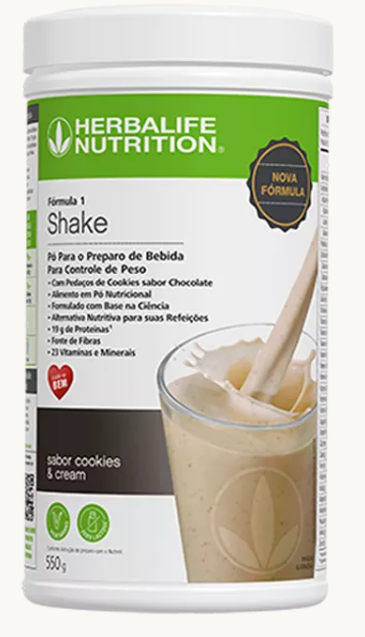 HERBALIFE
NUTRITION®
NOVA
FÓRMULA
Fórmula 1
Shake
Pó Para o Preparo de Bebida
Para Controle de Peso
• Com Pedaços de Cookies sabor Chocolate
• Alimento em Pó Nutricional
• Formulado com Base na Ciência
• Alternativa Nutritiva para suas Refeições
• 19 g de Proteínas¹
• Fonte de Fibras
• 23 Vitaminas e Minerais
BEM
sabor cookies
& cream
550 g